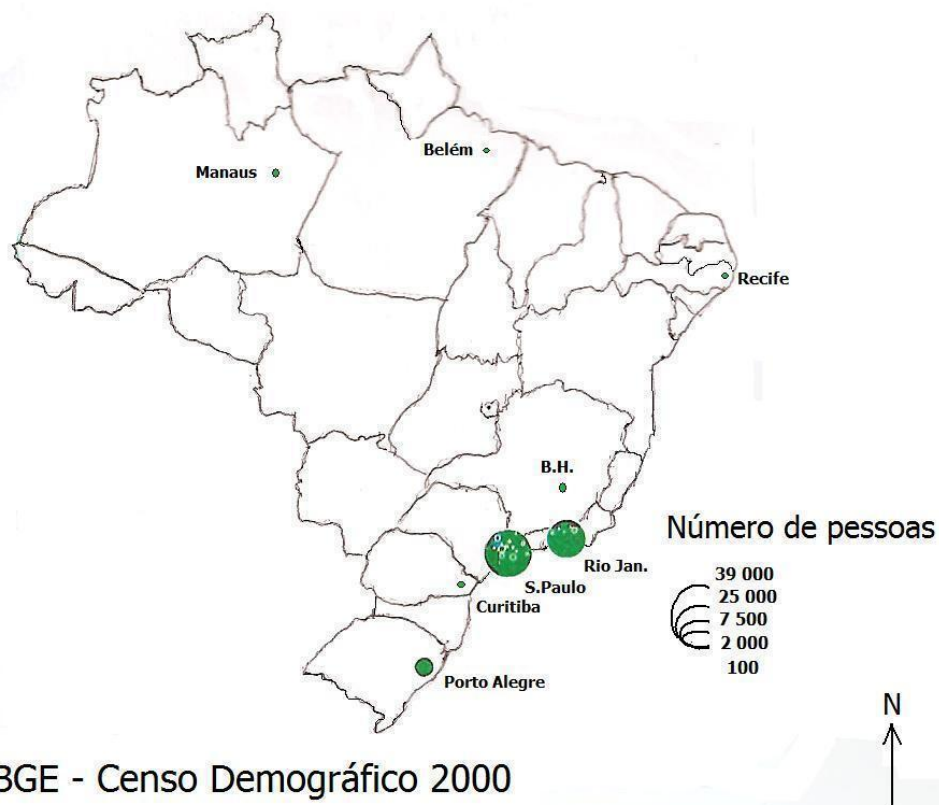 Belém
Manaus
Recife
B.H.
Número de pessoas
Rio Jan.
39 000
S.Paulo
25 000
Curitiba
7 500
2 000
100
Porto Alegre
N
BGE - Censo Demográfico 2000